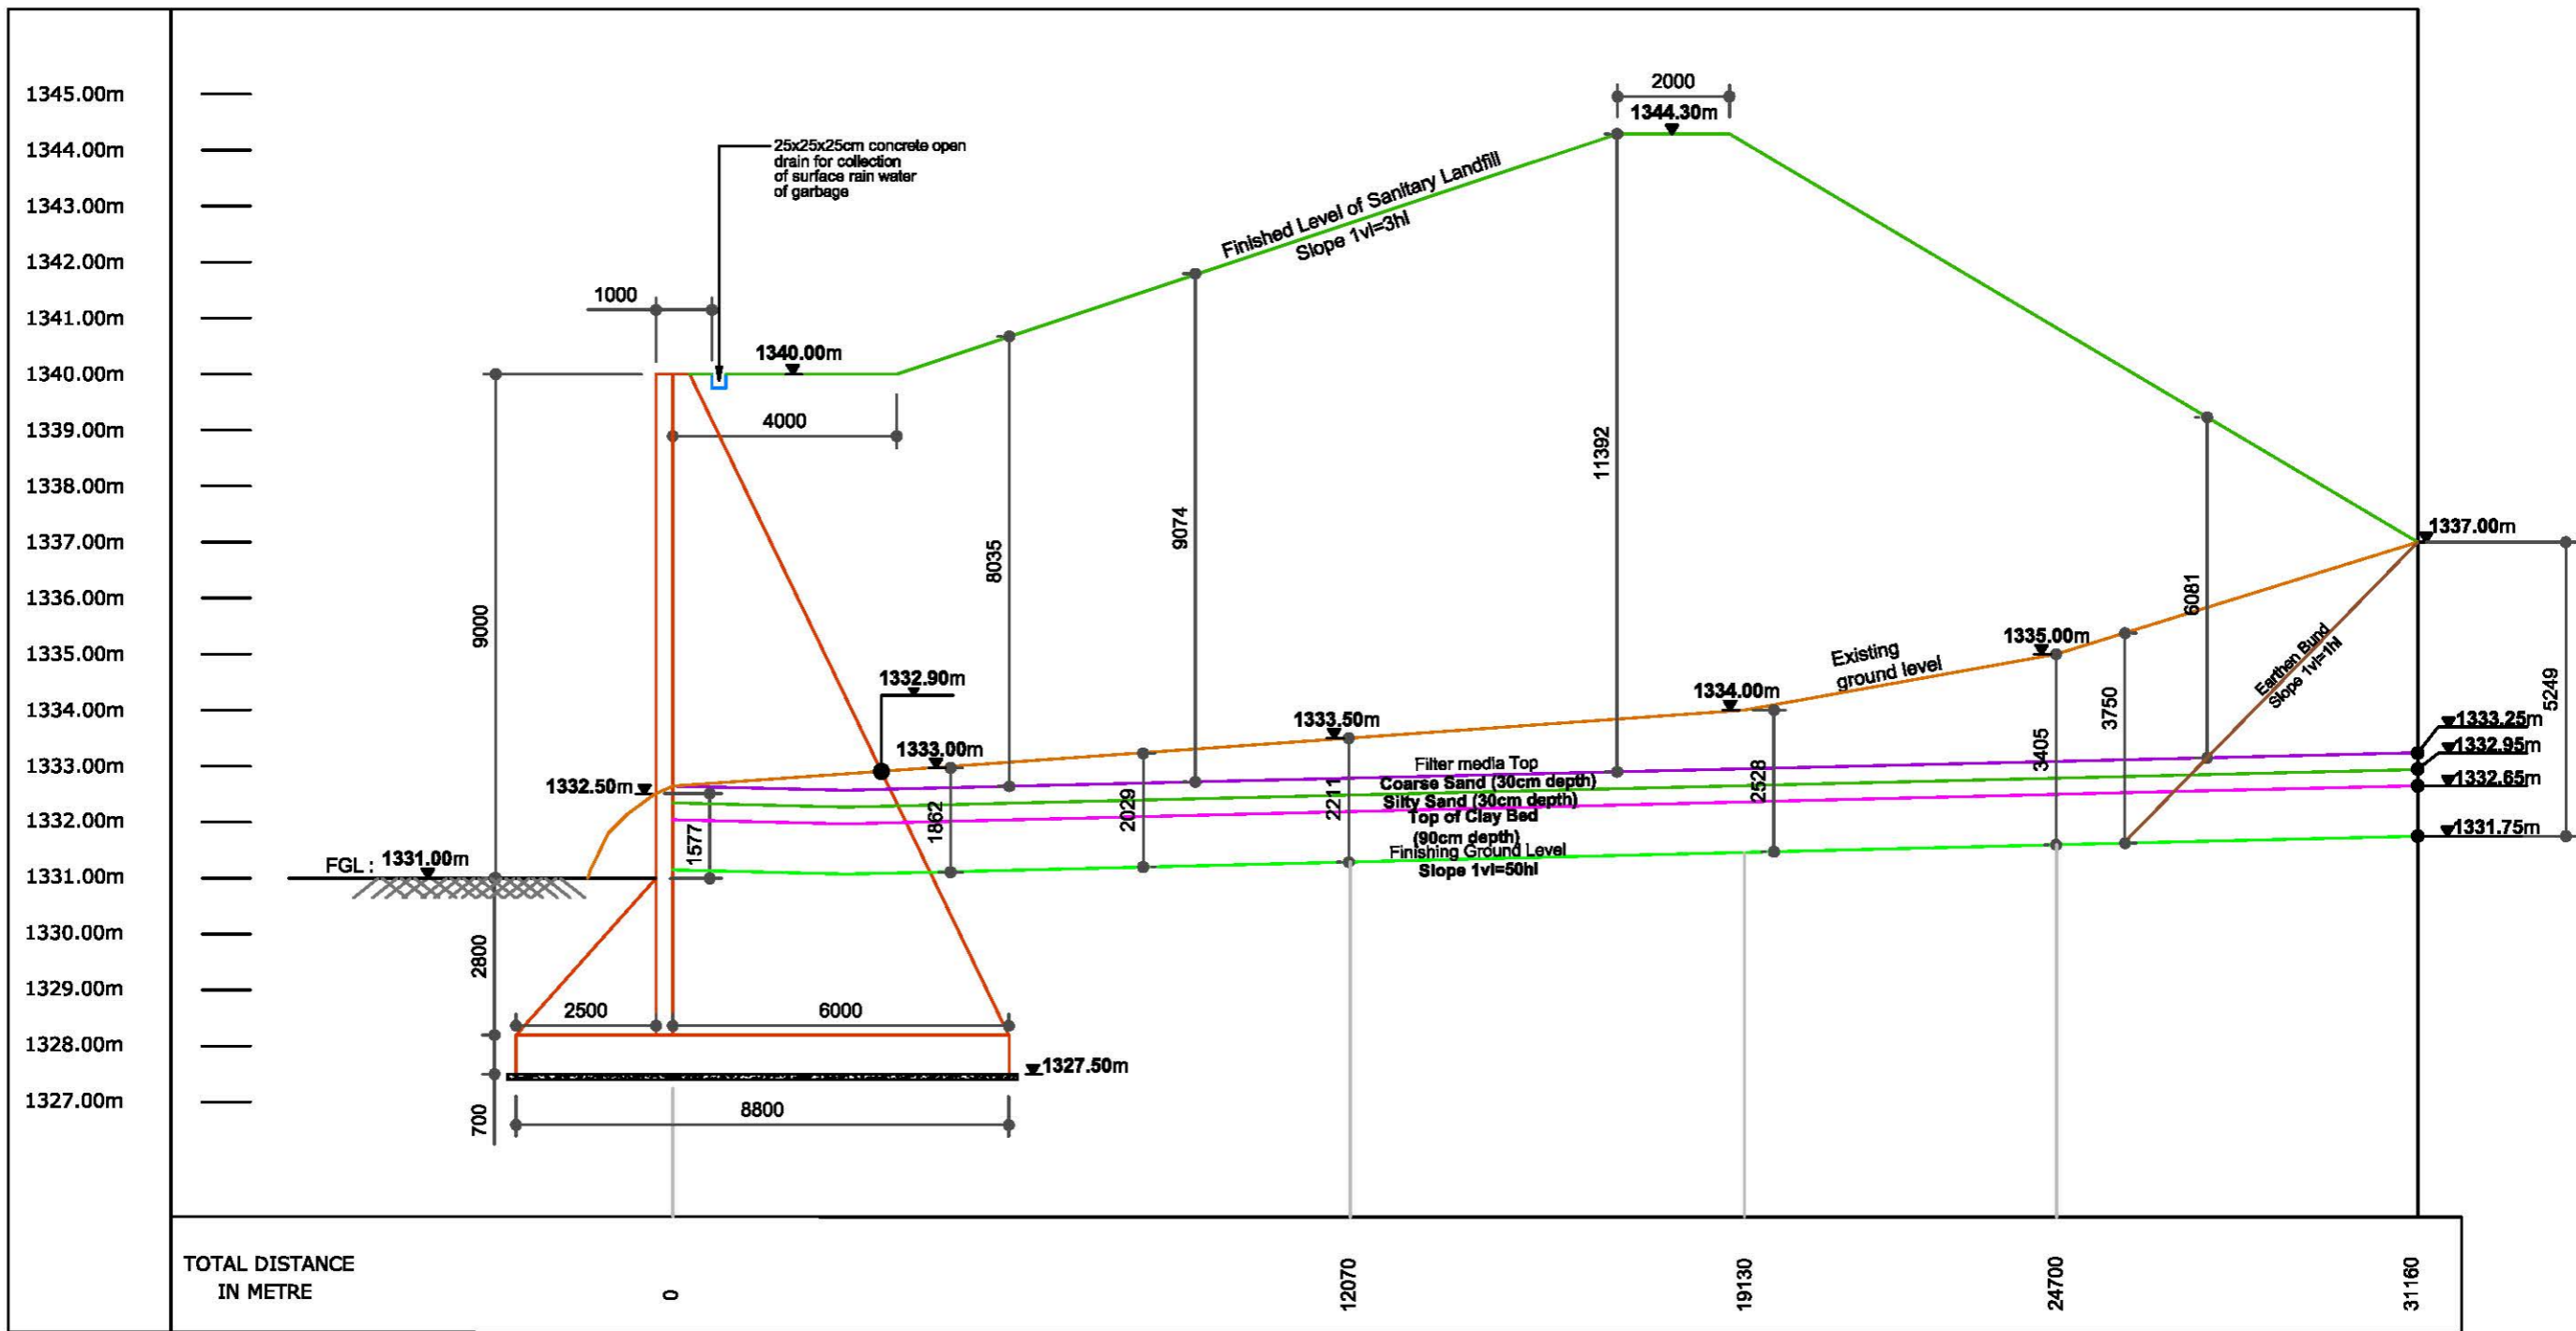 1345.00m
1344.00m
1343.00m
1342.00m
1341.00m
1340.00m
1339.00m
1338.00m
1337.00m
1336.00m
1335.00m
1334.00m
1333.00m
1332.00m
1331.00m
1330.00m
1329.00m
1328.00m
1327.00m
2000
1344.30m
25x25x25cm concrete open
drain for collection
of surface rain water
of garbage
Finished Level of Sanitary Landfill
Slope 1vl=3hl
1000
1340.00m
4000
11392
9074
8035
9000
6081
1337.00m
5249
1335.00m
Existing
ground level
Earthen Bund
Slope 1vl=1hl
1332.90m
1334.00m
3750
1333.50m
1333.00m
3405
1333.25m
1332.95m
1332.65m
1331.75m
Filter media Top
Coarse Sand (30cm depth)
Silty Sand (30cm depth)
Top of Clay Bed
(90cm depth)
Finishing Ground Level
Slope 1vl=50hl
1332.50m
1577
1862
2029
2211
2528
FGL : 1331.00m
2800
2500
6000
1327.50m
700
8800
TOTAL DISTANCE
IN METRE
0
12070
19130
24700
31160